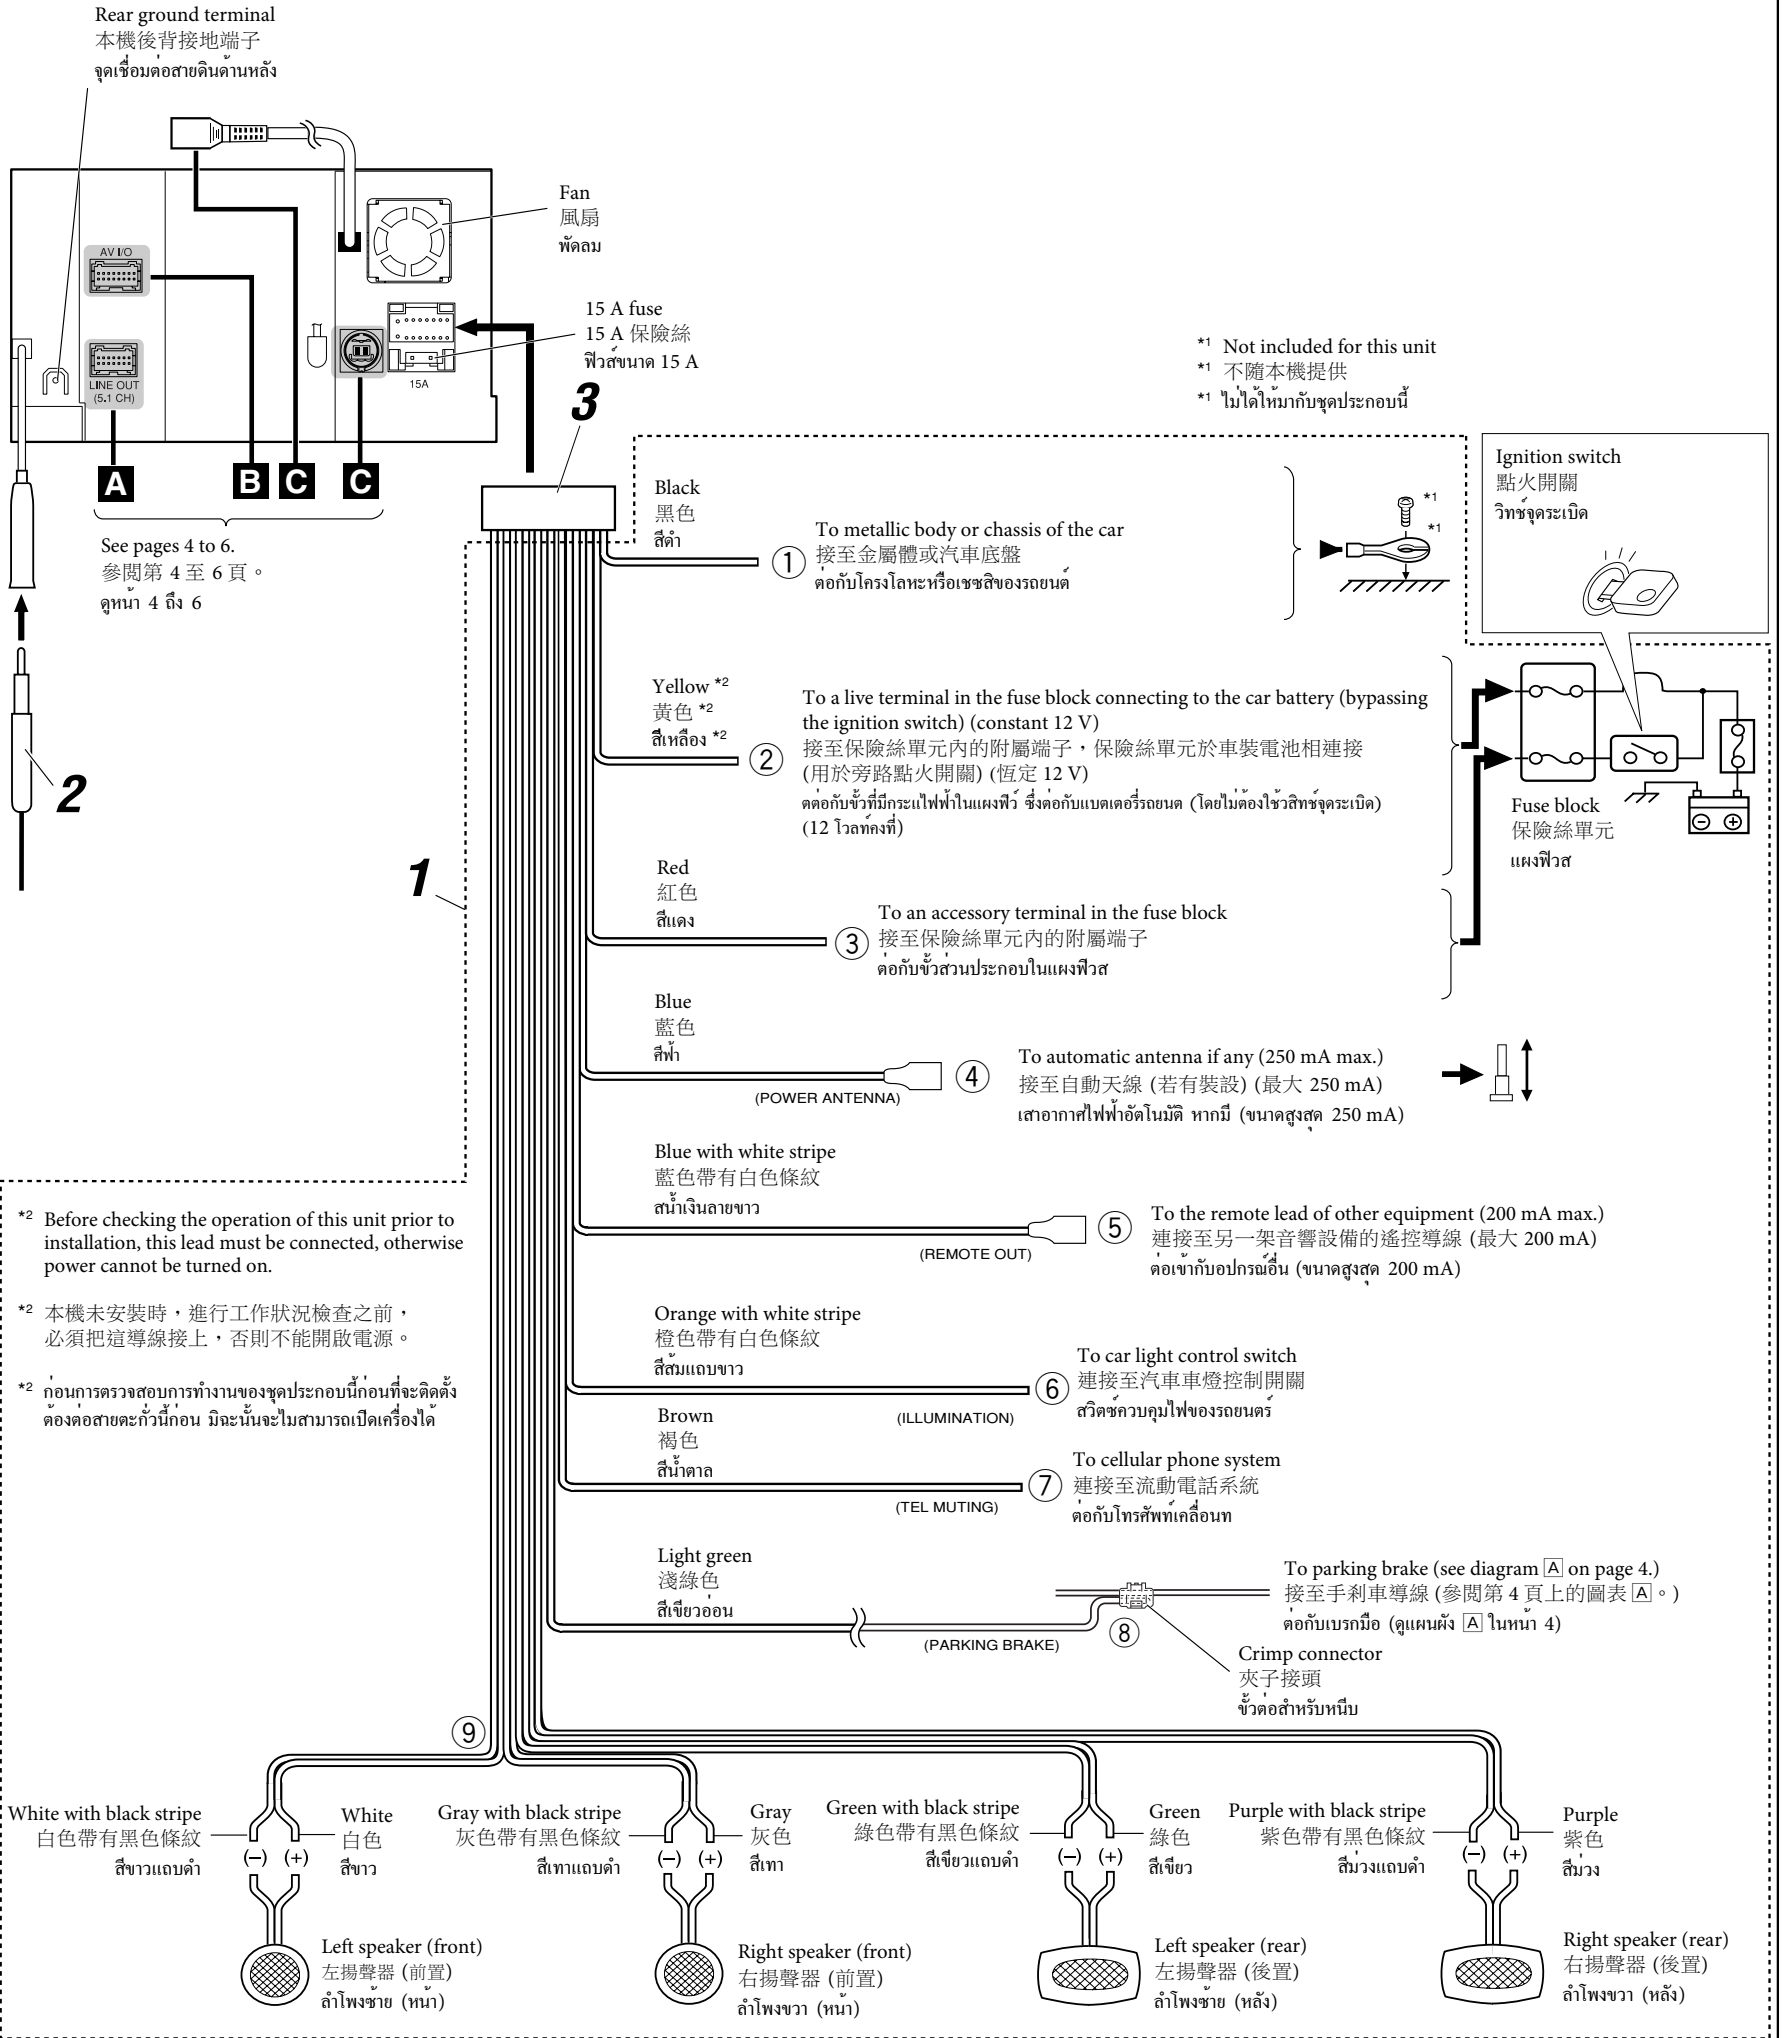 Rear ground terminal
本機後背接地端子
จุดเชื่อมต่อสายดินด้านหลัง
Fan
風扇
พัดลม
AV I/O
LINE OUT
(5.1 CH)
15A
15 A fuse
15 A 保險絲
ฟิวส์ขนาด 15 A
3
A
B
C
C
See pages 4 to 6.
參閱第 4 至 6 頁。
ดูหน้า 4 ถึง 6
2
1
*1 Not included for this unit
*1 不隨本機提供
*1 ไม่ได้ให้มากับชุดประกอบนี้
Ignition switch
點火開關
วิทช์จุดระเบิด
Black
黑色
สีดำ
①
To metallic body or chassis of the car
接至金屬體或汽車底盤
ต่อกับโครงโลหะหรือเชซสิของรถยนต์
*1
*1
Yellow *2
黃色 *2
สีเหลือง *2
②
To a live terminal in the fuse block connecting to the car battery (bypassing
the ignition switch) (constant 12 V)
接至保險絲單元內的附屬端子，保險絲單元於車裝電池相連接
(用於旁路點火開關) (恆定 12 V)
ตต่อกับขั้วที่มีกระแไฟฟ้าในแผงฟีว์ ซึ่งต่อกับแบตเตอรี่รถยนต (โดยไม่ต้องใช้วสิทช์จุดระเบิด)
(12 โวลท์คงที่)
Fuse block
保險絲單元
แผงฟิวส
Red
紅色
สีแดง
③
To an accessory terminal in the fuse block
接至保險絲單元內的附屬端子
ต่อกับขั้วส่วนประกอบในแผงฟิวส
Blue
藍色
ศีฟ้า
(POWER ANTENNA)
④
To automatic antenna if any (250 mA max.)
接至自動天線 (若有裝設) (最大 250 mA)
เสาอากาศไฟฟ้าอัตโนมัติ หากมี (ขนาดสูงสุด 250 mA)
Blue with white stripe
藍色帶有白色條紋
สน้ำเงินลายขาว
(REMOTE OUT)
⑤
To the remote lead of other equipment (200 mA max.)
連接至另一架音響設備的遙控導線 (最大 200 mA)
ต่อเข้ากับอปกรณ์อื่น (ขนาดสูงสุด 200 mA)
*2 Before checking the operation of this unit prior to
installation, this lead must be connected, otherwise
power cannot be turned on.
*2 本機未安裝時，進行工作狀況檢查之前，
必須把這導線接上，否則不能開啟電源。
*2 ก่อนการตรวจสอบการทำงานของชุดประกอบนี้ก่อนที่จะติดตั้ง
ต้องต่อสายตะกั่วนี้ก่อน มิฉะนั้นจะไมสามารถเปิดเครื่องได้
Orange with white stripe
橙色帶有白色條紋
สีส้มแถบขาว
(ILLUMINATION)
⑥
To car light control switch
連接至汽車車燈控制開關
สวิตซ์ควบคุมไฟของรถยนตร์
Brown
褐色
สีน้ำตาล
(TEL MUTING)
⑦
To cellular phone system
連接至流動電話系統
ต่อกับโทรศัพท์เคลื่อนท
Light green
淺綠色
สีเขียวอ่อน
(PARKING BRAKE)
⑧
To parking brake (see diagram A on page 4.)
接至手刹車導線 (參閱第 4 頁上的圖表 A。)
ต่อกับเบรกมือ (ดูแผนผัง A ในหน้า 4)
Crimp connector
夾子接頭
ขั้วต่อสำหรับหนีบ
⑨
White with black stripe
白色帶有黑色條紋
สีขาวแถบดำ
(−) (+)
White
白色
สีขาว
Gray with black stripe
灰色帶有黑色條紋
สีเทาแถบดำ
(−) (+)
Gray
灰色
สีเทา
Green with black stripe
綠色帶有黑色條紋
สีเขียวแถบดำ
(−) (+)
Green
綠色
สีเขียว
Purple with black stripe
紫色帶有黑色條紋
สีม่วงแถบดำ
(−) (+)
Purple
紫色
สีม่วง
Left speaker (front)
左揚聲器 (前置)
ลำโพงซ้าย (หน้า)
Right speaker (front)
右揚聲器 (前置)
ลำโพงขวา (หน้า)
Left speaker (rear)
左揚聲器 (後置)
ลำโพงซ้าย (หลัง)
Right speaker (rear)
右揚聲器 (後置)
ลำโพงขวา (หลัง)